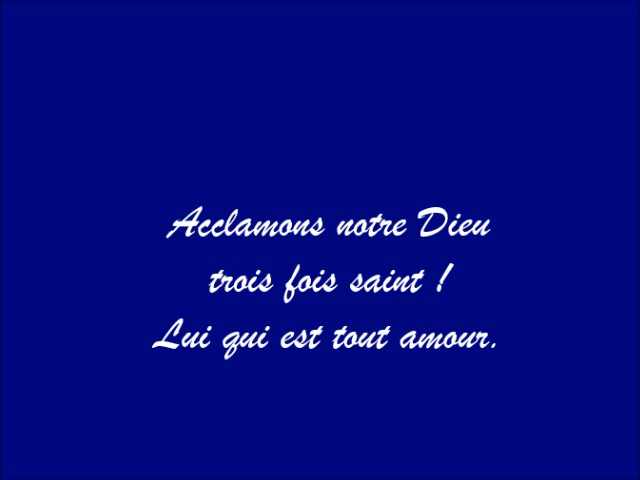 Acclamons notre Dieu
trois fois saint !
Lui qui est tout amour.